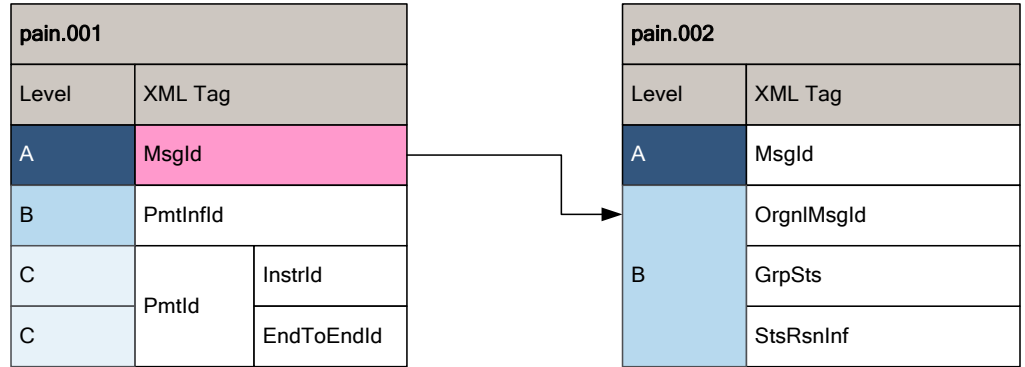 pain.001
Level XML Tag
A MsgId
B PmtInfId
C PmtId InstrId
C EndToEndId
pain.002
Level XML Tag
A MsgId
B OrgnlMsgId
GrpSts
StsRsnInf